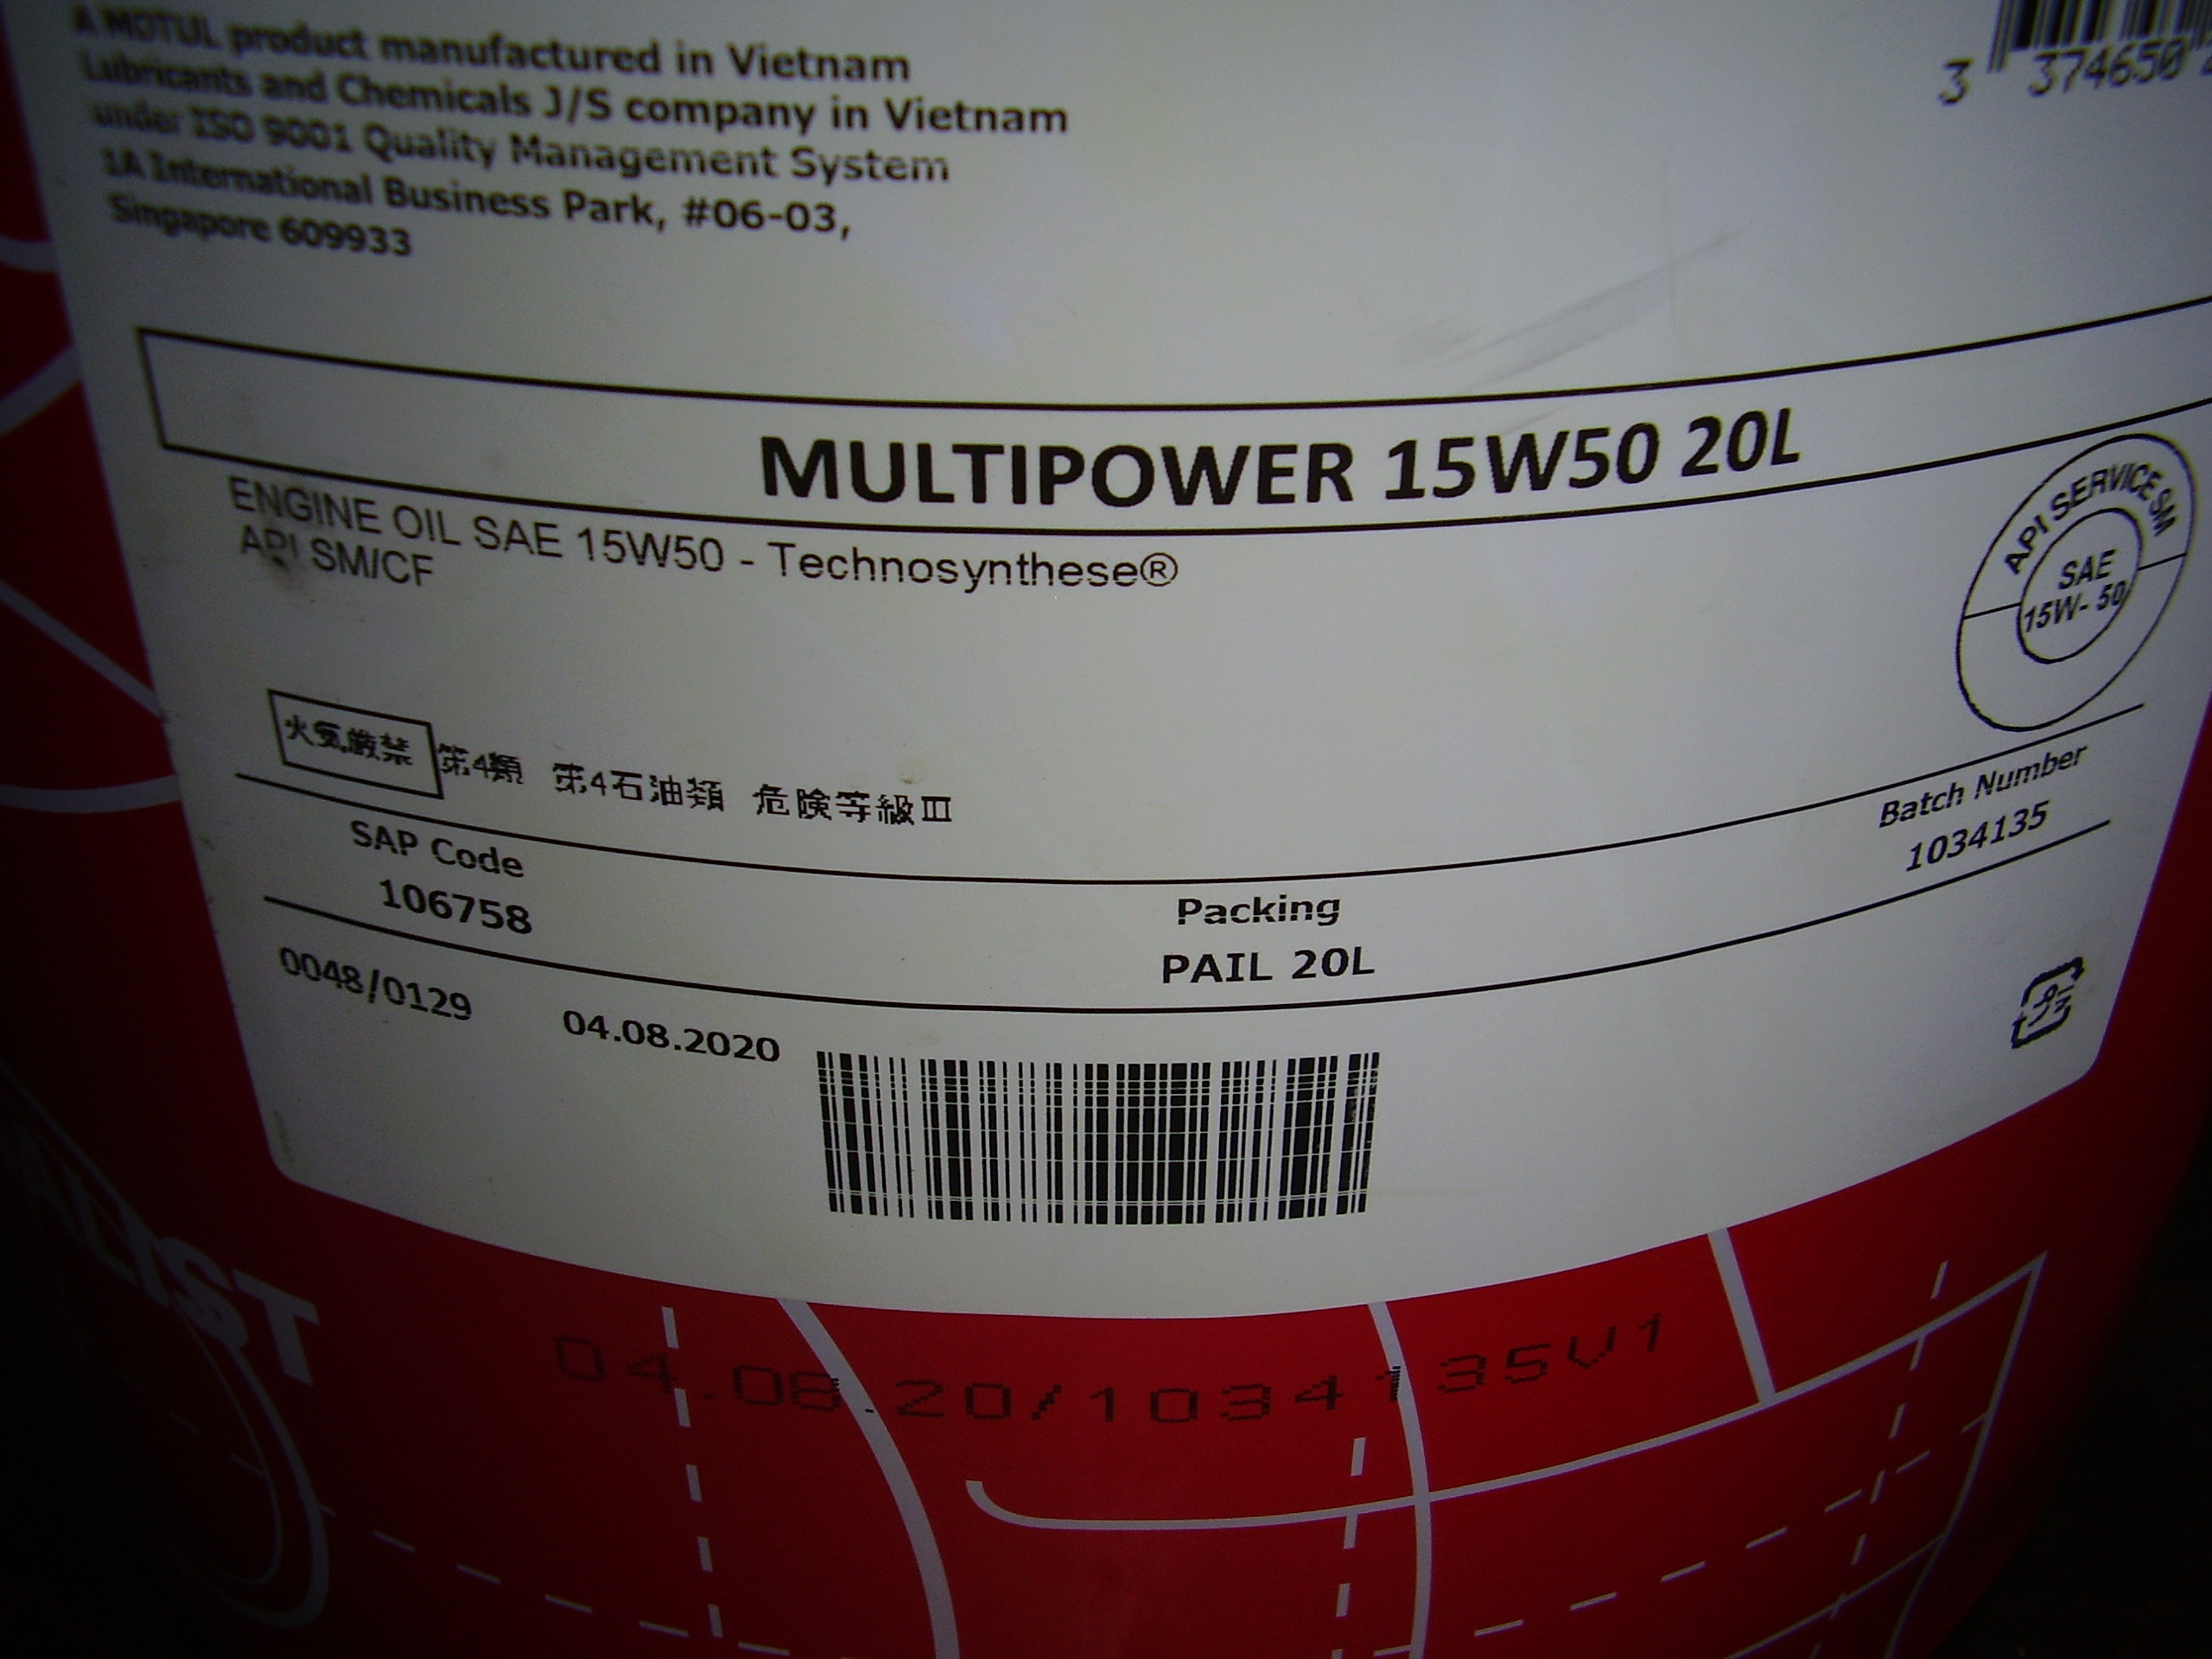 A MOTUL product manufactured in Vietnam
Lubricants and Chemicals J/S company in Vietnam
under ISO 9001 Quality Management System
1A International Business Park, #06-03,
Singapore 609933
3 374650
MULTIPOWER 15W50 20L
ENGINE OIL SAE 15W50 - Technosynthese®
API SM/CF
API SERVICE SM
SAE
15W- 50
火気厳禁 第4類 第4石油類 危険等級III
SAP Code
106758
Packing
PAIL 20L
Batch Number
1034135
0048/0129 04.08.2020
プラ
ALIST
04.08.20/1034135V1